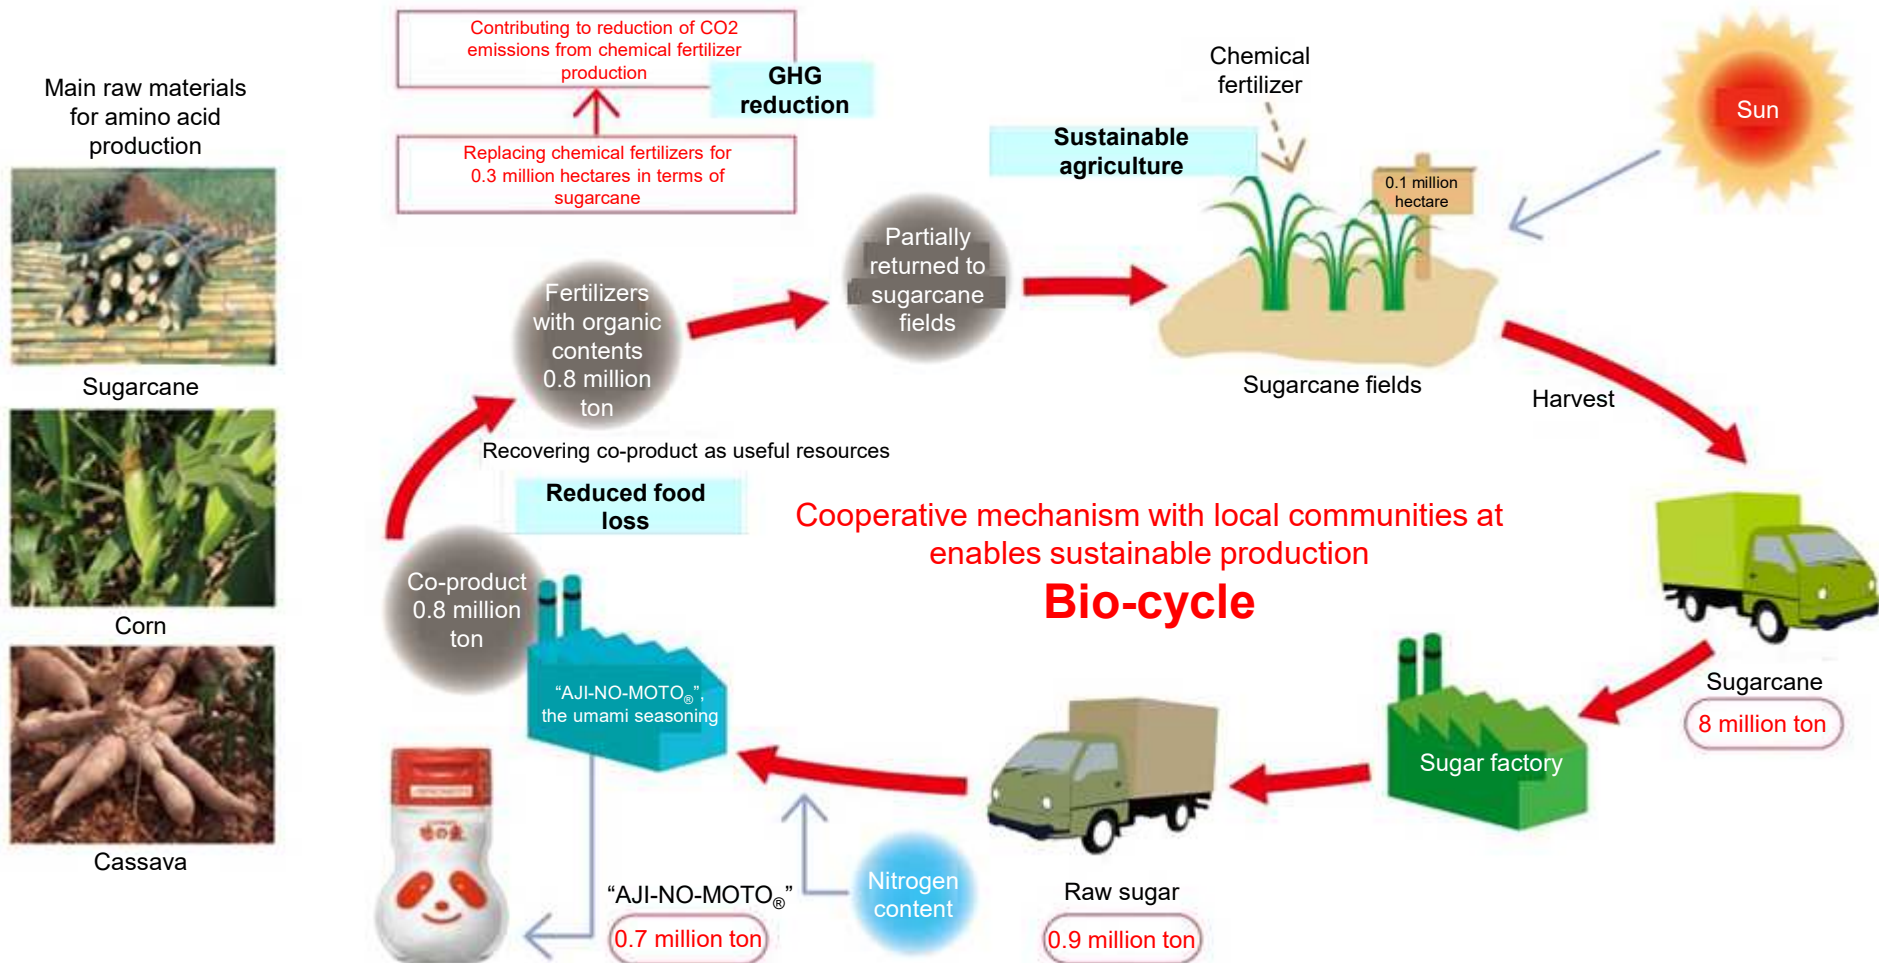 Main raw materials
for amino acid
production
Sugarcane
Corn
Cassava
Contributing to reduction of CO2
emissions from chemical fertilizer
production
GHG
reduction
Replacing chemical fertilizers for
0.3 million hectares in terms of
sugarcane
Chemical
fertilizer
Sustainable
agriculture
Sun
0.1 million
hectare
Partially
returned to
sugarcane
fields
Fertilizers
with organic
contents
0.8 million
ton
Sugarcane fields
Harvest
Recovering co-product as useful resources
Reduced food
loss
Cooperative mechanism with local communities at
enables sustainable production
Bio-cycle
Co-product
0.8 million
ton
“AJI-NO-MOTO®”,
the umami seasoning
Sugarcane
8 million ton
Sugar factory
Raw sugar
0.9 million ton
Nitrogen
content
“AJI-NO-MOTO®”
0.7 million ton
味の素